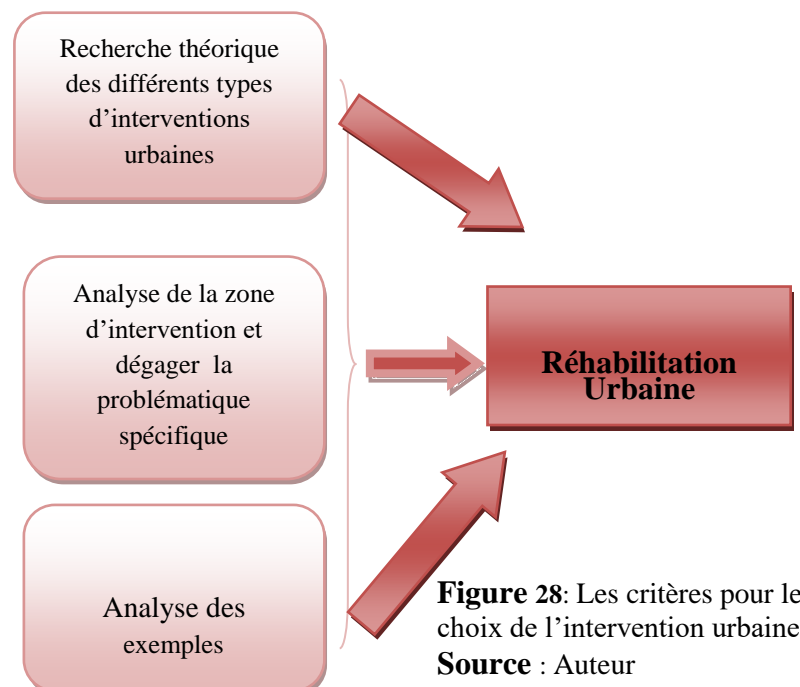 Recherche théorique
des différents types
d’interventions
urbaines
Analyse de la zone
d’intervention et
dégager la
problématique
spécifique
Analyse des
exemples
Réhabilitation
Urbaine
Figure 28: Les critères pour le
choix de l’intervention urbaine
Source : Auteur